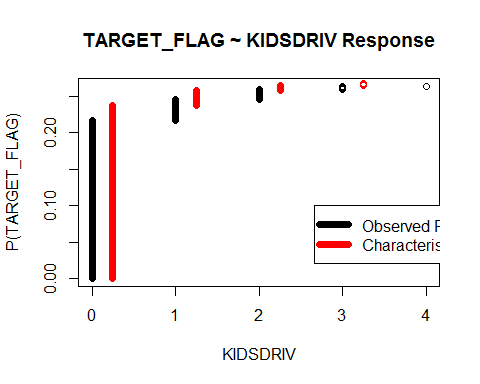 TARGET_FLAG ~ KIDSDRIV Response
P(TARGET_FLAG)
0.20
0.10
0.00
Observed
Characteris
0 1 2 3 4
KIDSDRIV